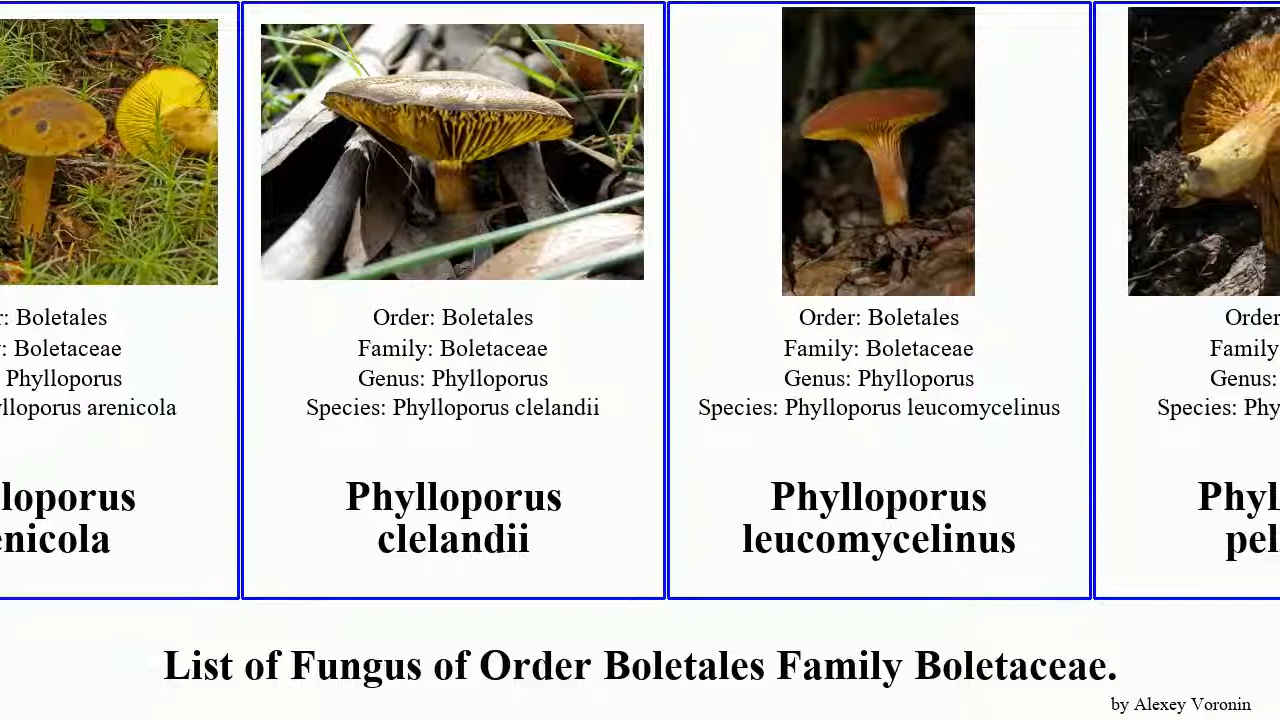 r: Boletales
: Boletaceae
Phylloporus
lloporus arenicola
loporus
enicola
Order: Boletales
Family: Boletaceae
Genus: Phylloporus
Species: Phylloporus clelandii
Phylloporus
clelandii
Order: Boletales
Family: Boletaceae
Genus: Phylloporus
Species: Phylloporus leucomycelinus
Phylloporus
leucomycelinus
Order
Family
Genus:
Species: Phy
Phyl
pel
List of Fungus of Order Boletales Family Boletaceae.
by Alexey Voronin